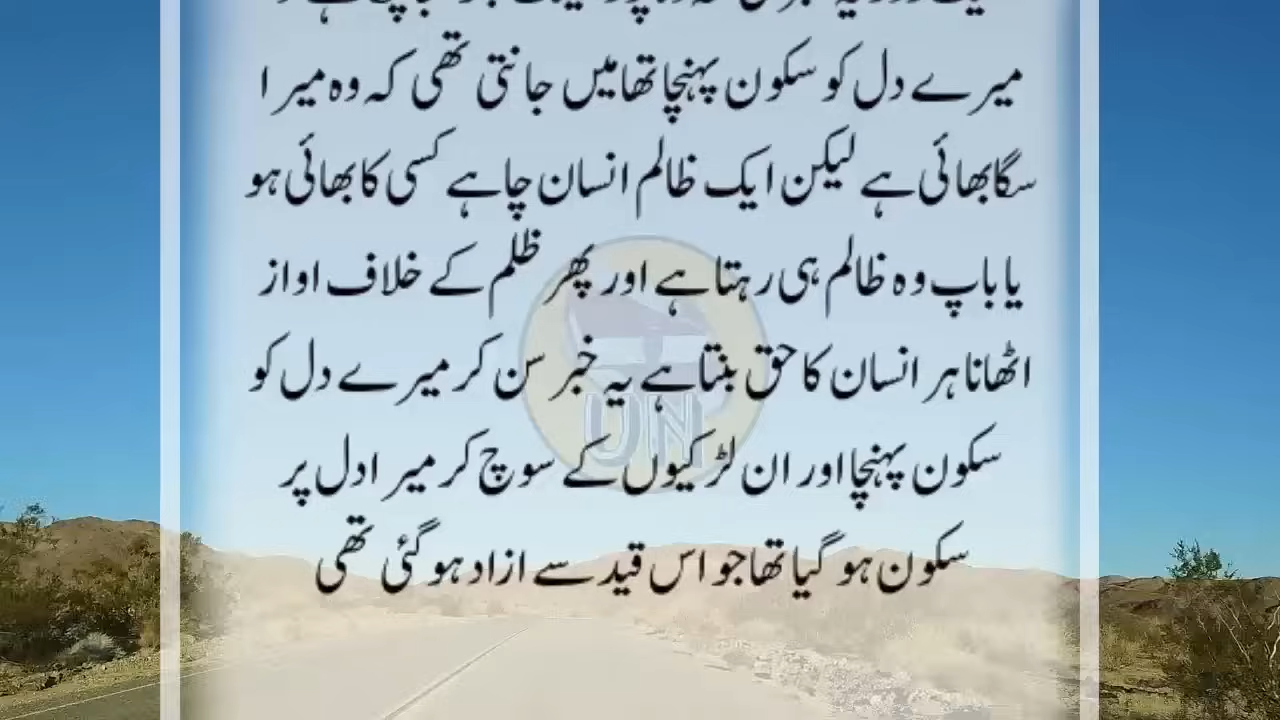 میرے دل کو سکون پہنچا تھا میں جانتی تھی کہ وہ میرا
سگا بھائی ہے لیکن ایک ظالم انسان چاہے کسی کا بھائی ہو
یا باپ وہ ظالم ہی رہتا ہے اور پھر ظلم کے خلاف اواز
اٹھانا ہر انسان کا حق بنتا ہے یہ خبر سن کر میرے دل کو
سکون پہنچا اور ان لڑکیوں کے سوچ کر میرا دل پر
سکون ہو گیا تھا جو اس قید سے ازاد ہو گئی تھی
UN